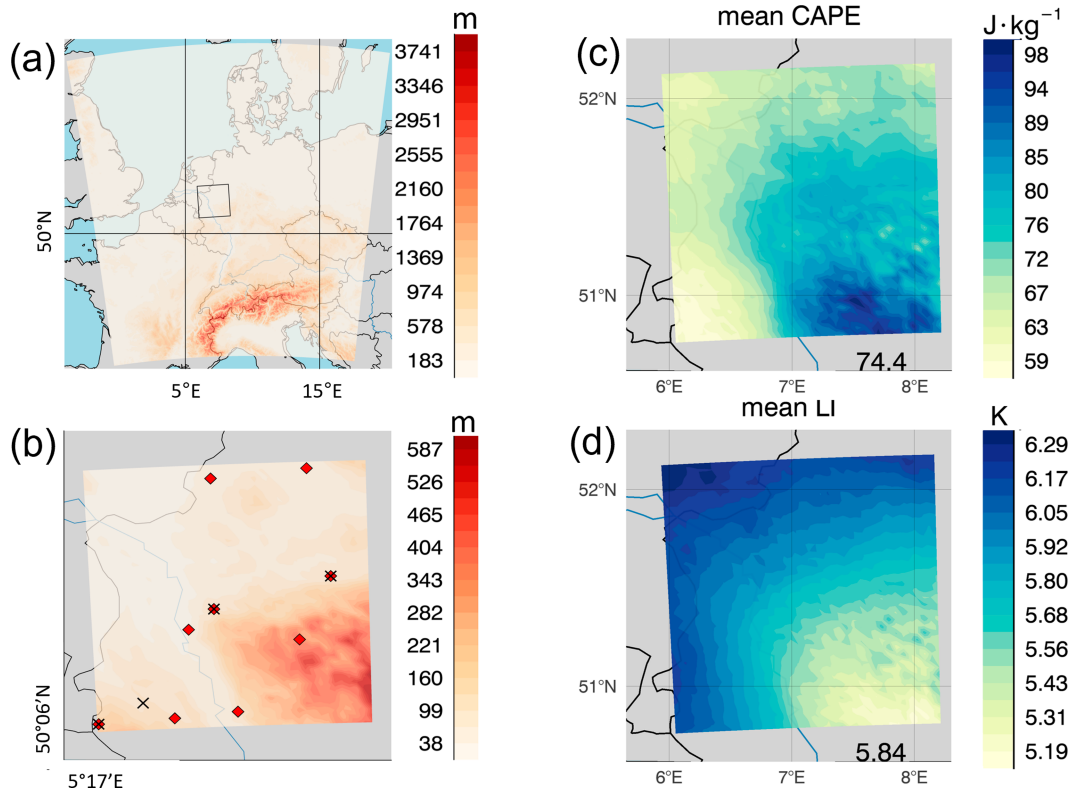 (a)
m
3741
3346
2951
2555
2160
1764
1369
974
578
183
50°N
5°E
15°E
(b)
m
587
526
465
404
343
282
221
160
99
38
50°06′N
5°17′E
mean CAPE
(c)
J·kg⁻¹
98
94
89
85
80
76
72
67
63
59
52°N
51°N
6°E
7°E
8°E
74.4
mean LI
(d)
K
6.29
6.17
6.05
5.92
5.80
5.68
5.56
5.43
5.31
5.19
52°N
51°N
6°E
7°E
8°E
5.84